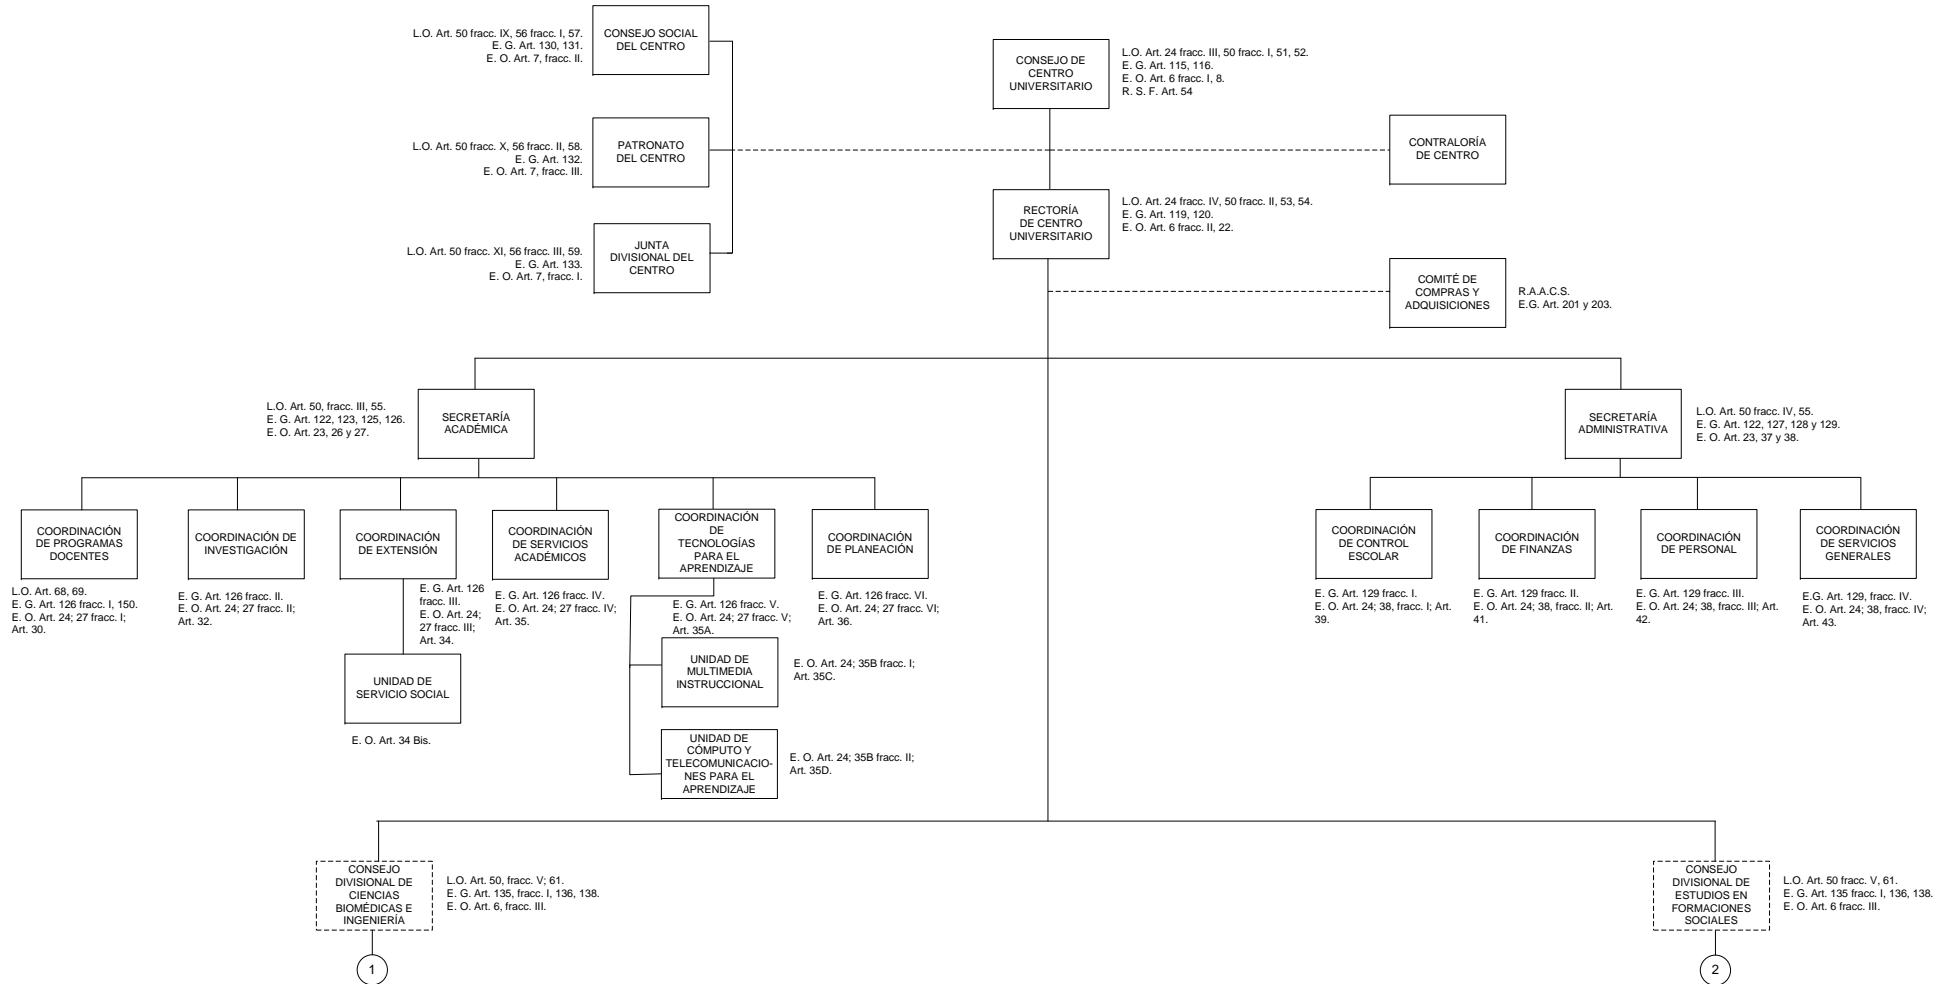 L.O. Art. 50 fracc. IX, 56 fracc. I, 57.
E. G. Art. 130, 131.
E. O. Art. 7, fracc. II.
CONSEJO SOCIAL
DEL CENTRO
CONSEJO DE
CENTRO
UNIVERSITARIO
L.O. Art. 24 fracc. III, 50 fracc. I, 51, 52.
E. G. Art. 115, 116.
E. O. Art. 6 fracc. I, 8.
R. S. F. Art. 54
L.O. Art. 50 fracc. X, 56 fracc. II, 58.
E. G. Art. 132.
E. O. Art. 7, fracc. III.
PATRONATO
DEL CENTRO
CONTRALORÍA
DE CENTRO
RECTORÍA
DE CENTRO
UNIVERSITARIO
L.O. Art. 24 fracc. IV, 50 fracc. II, 53, 54.
E. G. Art. 119, 120.
E. O. Art. 6 fracc. II, 22.
L.O. Art. 50 fracc. XI, 56 fracc. III, 59.
E. G. Art. 133.
E. O. Art. 7, fracc. I.
JUNTA
DIVISIONAL DEL
CENTRO
COMITÉ DE
COMPRAS Y
ADQUISICIONES
R.A.A.C.S.
E.G. Art. 201 y 203.
L.O. Art. 50, fracc. III, 55.
E. G. Art. 122, 123, 125, 126.
E. O. Art. 23, 26 y 27.
SECRETARÍA
ACADÉMICA
SECRETARÍA
ADMINISTRATIVA
L.O. Art. 50 fracc. IV, 55.
E. G. Art. 122, 127, 128 y 129.
E. O. Art. 23, 37 y 38.
COORDINACIÓN
DE PROGRAMAS
DOCENTES
L.O. Art. 68, 69.
E. G. Art. 126 fracc. I, 150.
E. O. Art. 24; 27 fracc. I;
Art. 30.
COORDINACIÓN DE
INVESTIGACIÓN
E. G. Art. 126 fracc. II.
E. O. Art. 24; 27 fracc. II;
Art. 32.
COORDINACIÓN
DE EXTENSIÓN
E. G. Art. 126
fracc. III.
E. O. Art. 24;
27 fracc. III;
Art. 34.
COORDINACIÓN
DE SERVICIOS
ACADÉMICOS
E. G. Art. 126 fracc. IV.
E. O. Art. 24; 27 fracc. IV;
Art. 35.
COORDINACIÓN
DE
TECNOLOGÍAS
PARA EL
APRENDIZAJE
E. G. Art. 126 fracc. V.
E. O. Art. 24; 27 fracc. V;
Art. 35A.
COORDINACIÓN
DE PLANEACIÓN
E. G. Art. 126 fracc. VI.
E. O. Art. 24; 27 fracc. VI;
Art. 36.
COORDINACIÓN
DE CONTROL
ESCOLAR
E. G. Art. 129 fracc. I.
E. O. Art. 24; 38, fracc. I; Art.
39.
COORDINACIÓN
DE FINANZAS
E. G. Art. 129 fracc. II.
E. O. Art. 24; 38, fracc. II; Art.
41.
COORDINACIÓN
DE PERSONAL
E. G. Art. 129 fracc. III.
E. O. Art. 24; 38, fracc. III; Art.
42.
COORDINACIÓN
DE SERVICIOS
GENERALES
E.G. Art. 129, fracc. IV.
E. O. Art. 24; 38, fracc. IV;
Art. 43.
UNIDAD DE
SERVICIO SOCIAL
E. O. Art. 34 Bis.
UNIDAD DE
MULTIMEDIA
INSTRUCCIONAL
E. O. Art. 24; 35B fracc. I;
Art. 35C.
UNIDAD DE
CÓMPUTO Y
TELECOMUNICACIO-
NES PARA EL
APRENDIZAJE
E. O. Art. 24; 35B fracc. II;
Art. 35D.
CONSEJO
DIVISIONAL DE
CIENCIAS
BIOMÉDICAS E
INGENIERÍA
L.O. Art. 50, fracc. V; 61.
E. G. Art. 135, fracc. I, 136, 138.
E. O. Art. 6, fracc. III.
CONSEJO
DIVISIONAL DE
ESTUDIOS EN
FORMACIONES
SOCIALES
L.O. Art. 50 fracc. V, 61.
E. G. Art. 135 fracc. I, 136, 138.
E. O. Art. 6 fracc. III.
1
2